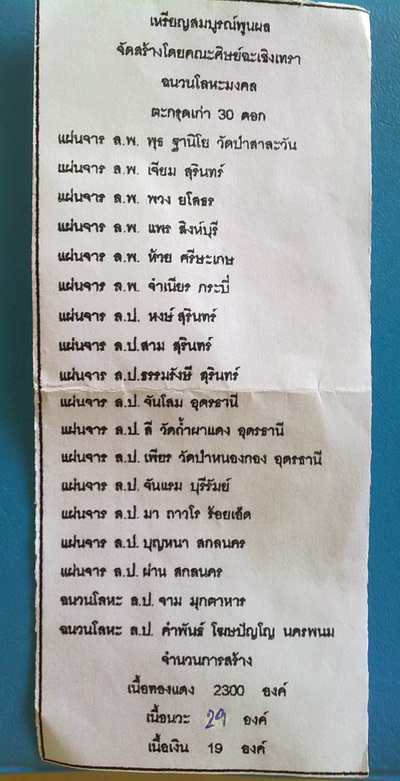 เหรียญสมบูรณ์พูนผล
จัดสร้างโดยคณะศิษย์ฉะเชิงเทรา
ฉนวนโลหะมงคล
ตะกรุดเก่า 30 ดอก
แผ่นจาร ล.พ. พุธ ฐานิโย วัดป่าสาละวัน
แผ่นจาร ล.พ. เจียม สุรินทร์
แผ่นจาร ล.พ. พวง ยโสธร
แผ่นจาร ล.พ. แพร สิงห์บุรี
แผ่นจาร ล.พ. ห้วย ศรีษะเกษ
แผ่นจาร ล.พ. จำเนียร กระบี่
แผ่นจาร ล.ป. หงษ์ สุรินทร์
แผ่นจาร ล.ป.สาม สุรินทร์
แผ่นจาร ล.ป.ธรรมรังษี สุรินทร์
แผ่นจาร ล.ป. จันโสม อุดรธานี
แผ่นจาร ล.ป. ลี วัดถ้ำผาแดง อุดรธานี
แผ่นจาร ล.ป. เพียร วัดป่าหนองกอง อุดรธานี
แผ่นจาร ล.ป. จันแรม บุรีรัมย์
แผ่นจาร ล.ป. มา ถาวโร ร้อยเอ็ด
แผ่นจาร ล.ป. บุญหนา สกลนคร
แผ่นจาร ล.ป. ผ่าน สกลนคร
ฉนวนโลหะ ล.ป. จาม มุกดาหาร
ฉนวนโลหะ ล.ป. คำพันธ์ โฆษปัญโญ นครพนม
จำนวนการสร้าง
เนื้อทองแดง 2300 องค์
เนื้อนวะ 29 องค์
เนื้อเงิน 19 องค์